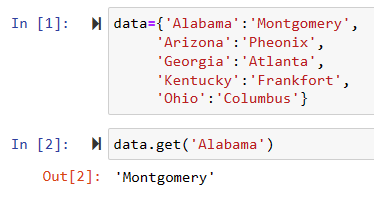 In [1]: data={'Alabama':'Montgomery',
'Arizona':'Pheonix',
'Georgia':'Atlanta',
'Kentucky':'Frankfort',
'Ohio':'Columbus'}
In [2]: data.get('Alabama')
Out[2]: 'Montgomery'